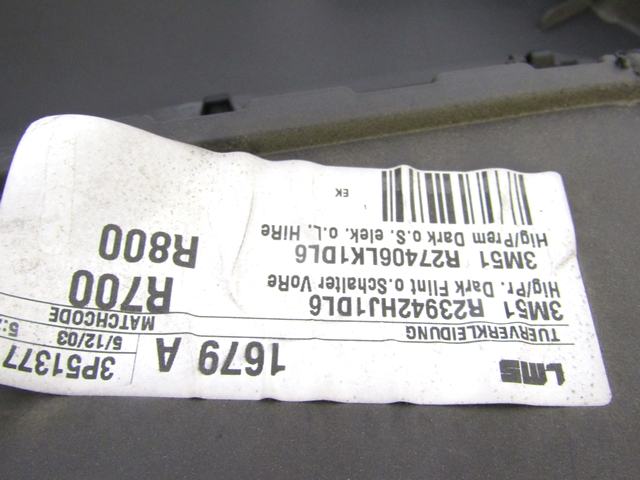 LMS 1679 A 3P51377
5/12/03 5:
TUERVERKLEIDUNG MATCHCODE
3M51 R23942HJ1DL6 R700
Hig/Pr. Dark Flint o.Schalter VoRe
3M51 R27406LK1DL6 R800
Hig/Prem Dark o.S. elek. o.L. HiRe
EK